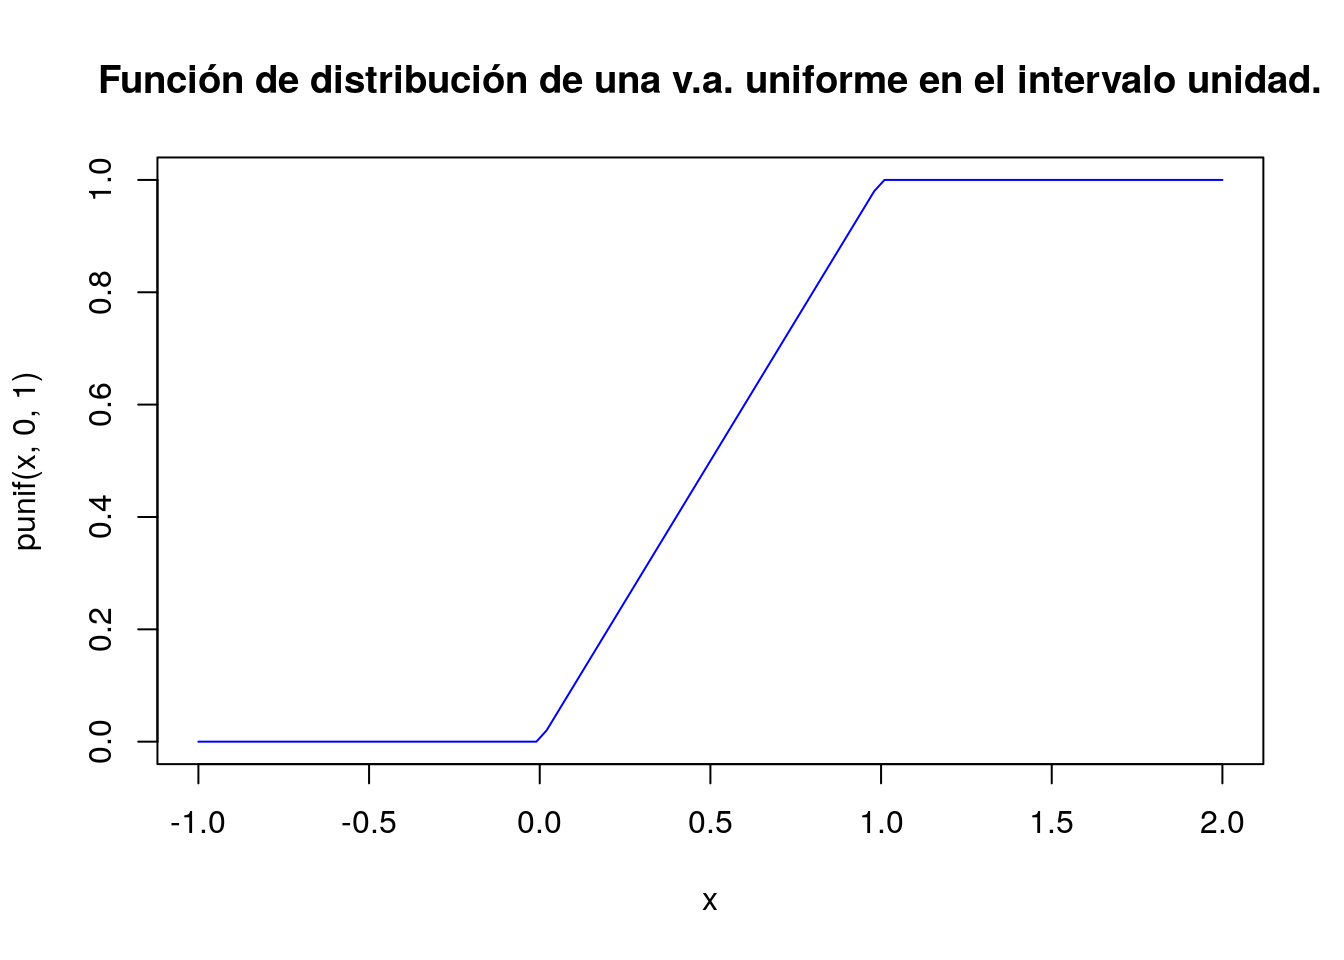 Función de distribución de una v.a. uniforme en el intervalo unidad.
punif(x, 0, 1)
1.0
0.8
0.6
0.4
0.2
0.0
-1.0 -0.5 0.0 0.5 1.0 1.5 2.0
x